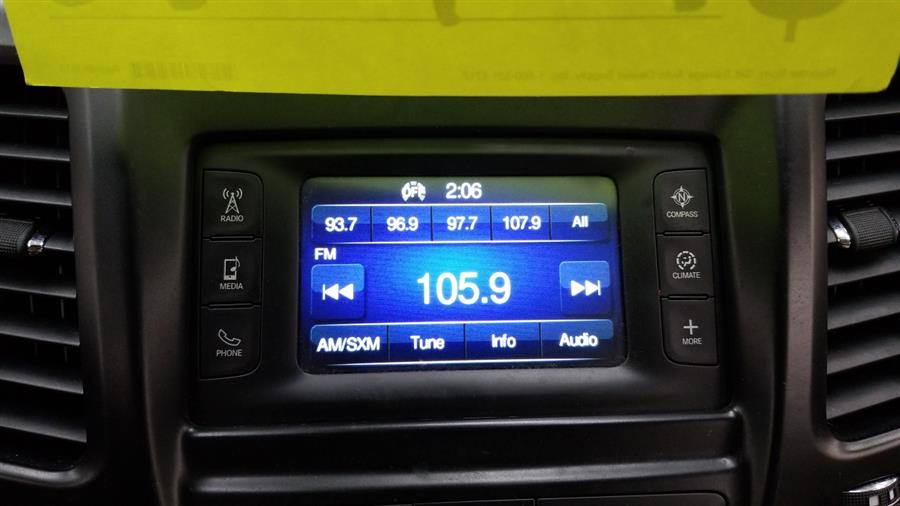 OFF 2:06
93.7 96.9 97.7 107.9 All
FM
105.9
AM/SXM Tune Info Audio
RADIO
MEDIA
PHONE
N
COMPASS
CLIMATE
MORE